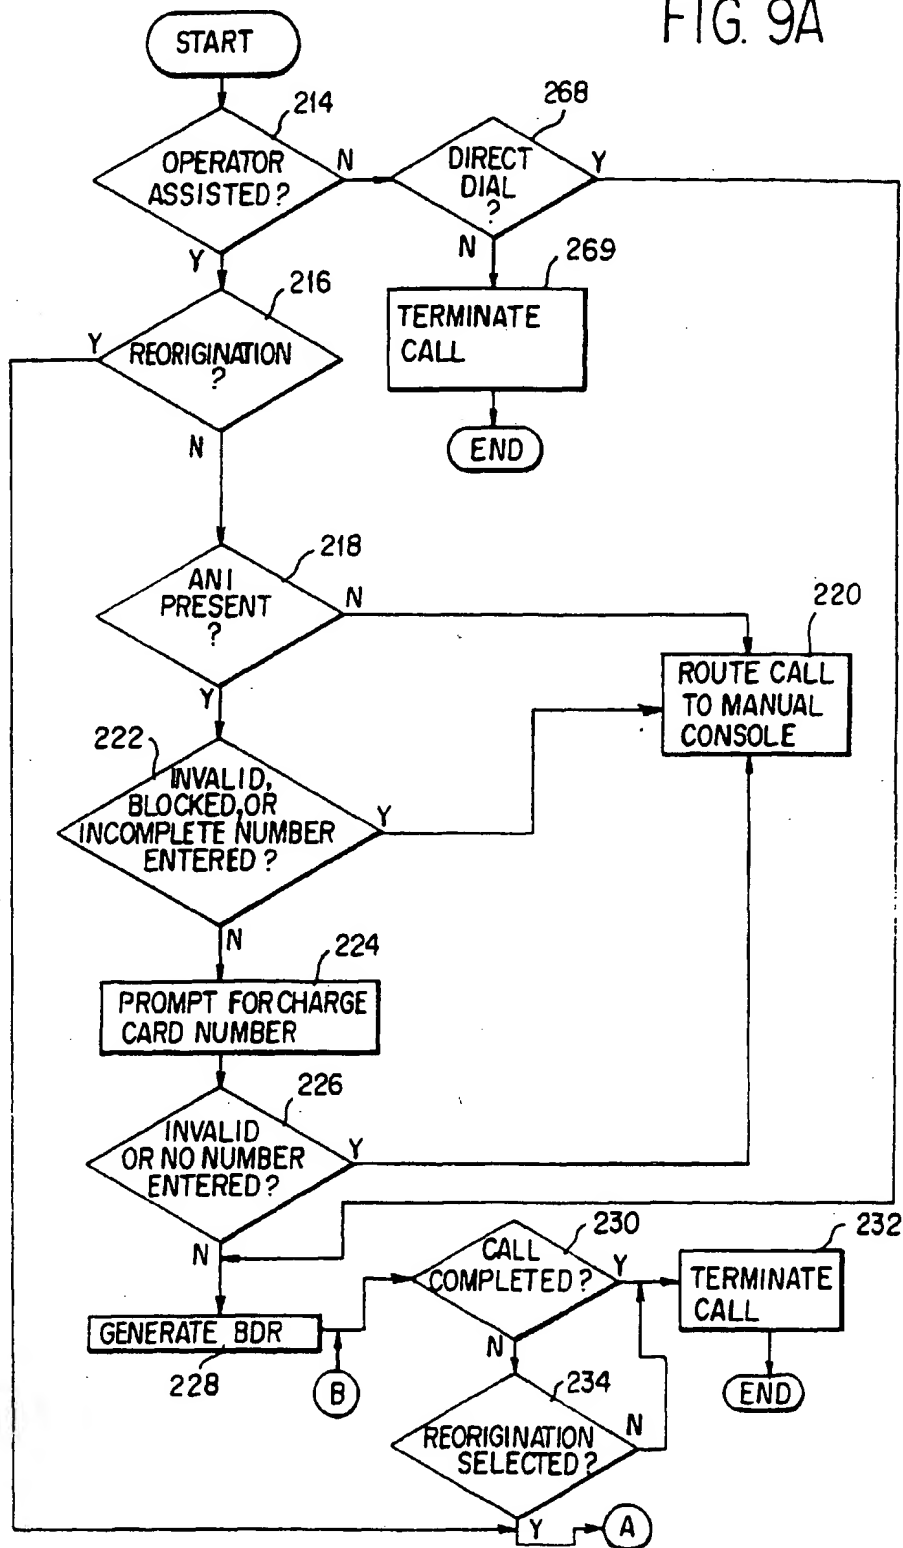 FIG. 9A
START
214
OPERATOR
ASSISTED?
N
Y
268
DIRECT
DIAL
?
Y
N
269
TERMINATE
CALL
END
216
REORIGINATION
?
Y
N
218
ANI
PRESENT
?
N
Y
220
ROUTE CALL
TO MANUAL
CONSOLE
222
INVALID,
BLOCKED, OR
INCOMPLETE NUMBER
ENTERED?
Y
N
224
PROMPT FOR CHARGE
CARD NUMBER
226
INVALID
OR NO NUMBER
ENTERED?
Y
N
GENERATE BDR
228
B
230
CALL
COMPLETED?
Y
N
232
TERMINATE
CALL
END
234
REORIGINATION
SELECTED?
N
Y
A